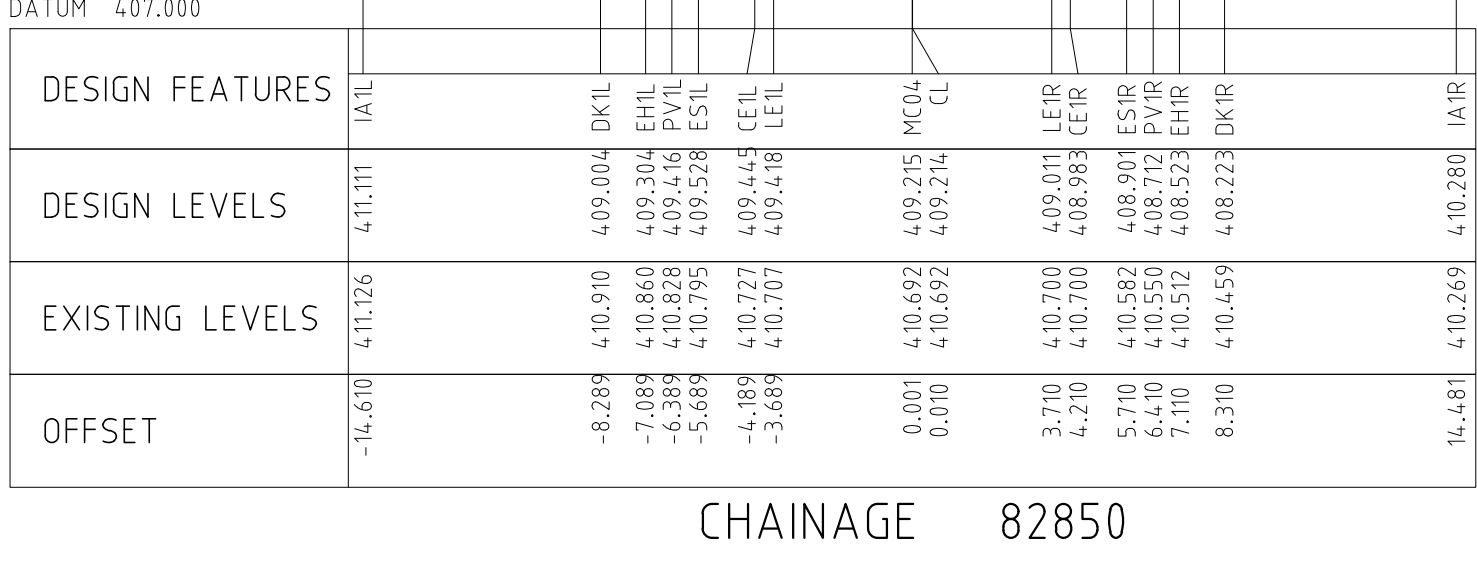 DATUM 407.000
DESIGN FEATURES IA1L DK1L EH1L PV1L ES1L CE1L LE1L MC04 CL LE1R CE1R ES1R PV1R EH1R DK1R IA1R
DESIGN LEVELS 411.111 409.004 409.304 409.416 409.528 409.445 409.418 409.215 409.214 409.011 408.983 408.901 408.712 408.523 408.223 410.280
EXISTING LEVELS 411.126 410.910 410.860 410.828 410.795 410.727 410.707 410.692 410.692 410.700 410.700 410.582 410.550 410.512 410.459 410.269
OFFSET -14.610 -8.289 -7.089 -6.389 -5.689 -4.189 -3.689 0.001 0.010 3.710 4.210 5.710 6.410 7.110 8.310 14.481
CHAINAGE 82850